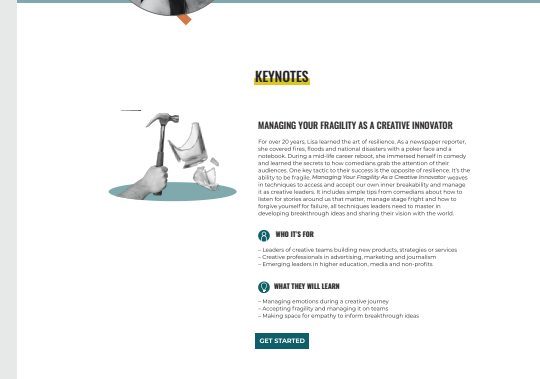 KEYNOTES
MANAGING YOUR FRAGILITY AS A CREATIVE INNOVATOR
For over 20 years, Lisa learned the art of resilience. As a newspaper reporter,
she covered fires, floods and national disasters with a poker face and a
notebook. During a mid-life career reboot, she immersed herself in comedy
and learned the secrets to how comedians grab the attention of their
audiences. One key tactic to their success is the opposite of resilience. It's the
ability to be fragile. Managing Your Fragility As a Creative Innovator weaves
in techniques to access and accept our own inner breakability and manage
it as creative leaders. It includes simple tips from comedians about how to
listen for stories around us that matter, manage stage fright and how to
forgive yourself for failure, all techniques leaders need to master in
developing breakthrough ideas and sharing their vision with the world.
WHO IT'S FOR
– Leaders of creative teams building new products, strategies or services
– Creative professionals in advertising, marketing and journalism
– Emerging leaders in higher education, media and non-profits
WHAT THEY WILL LEARN
– Managing emotions during a creative journey
– Accepting fragility and managing it on teams
– Making space for empathy to inform breakthrough ideas
GET STARTED